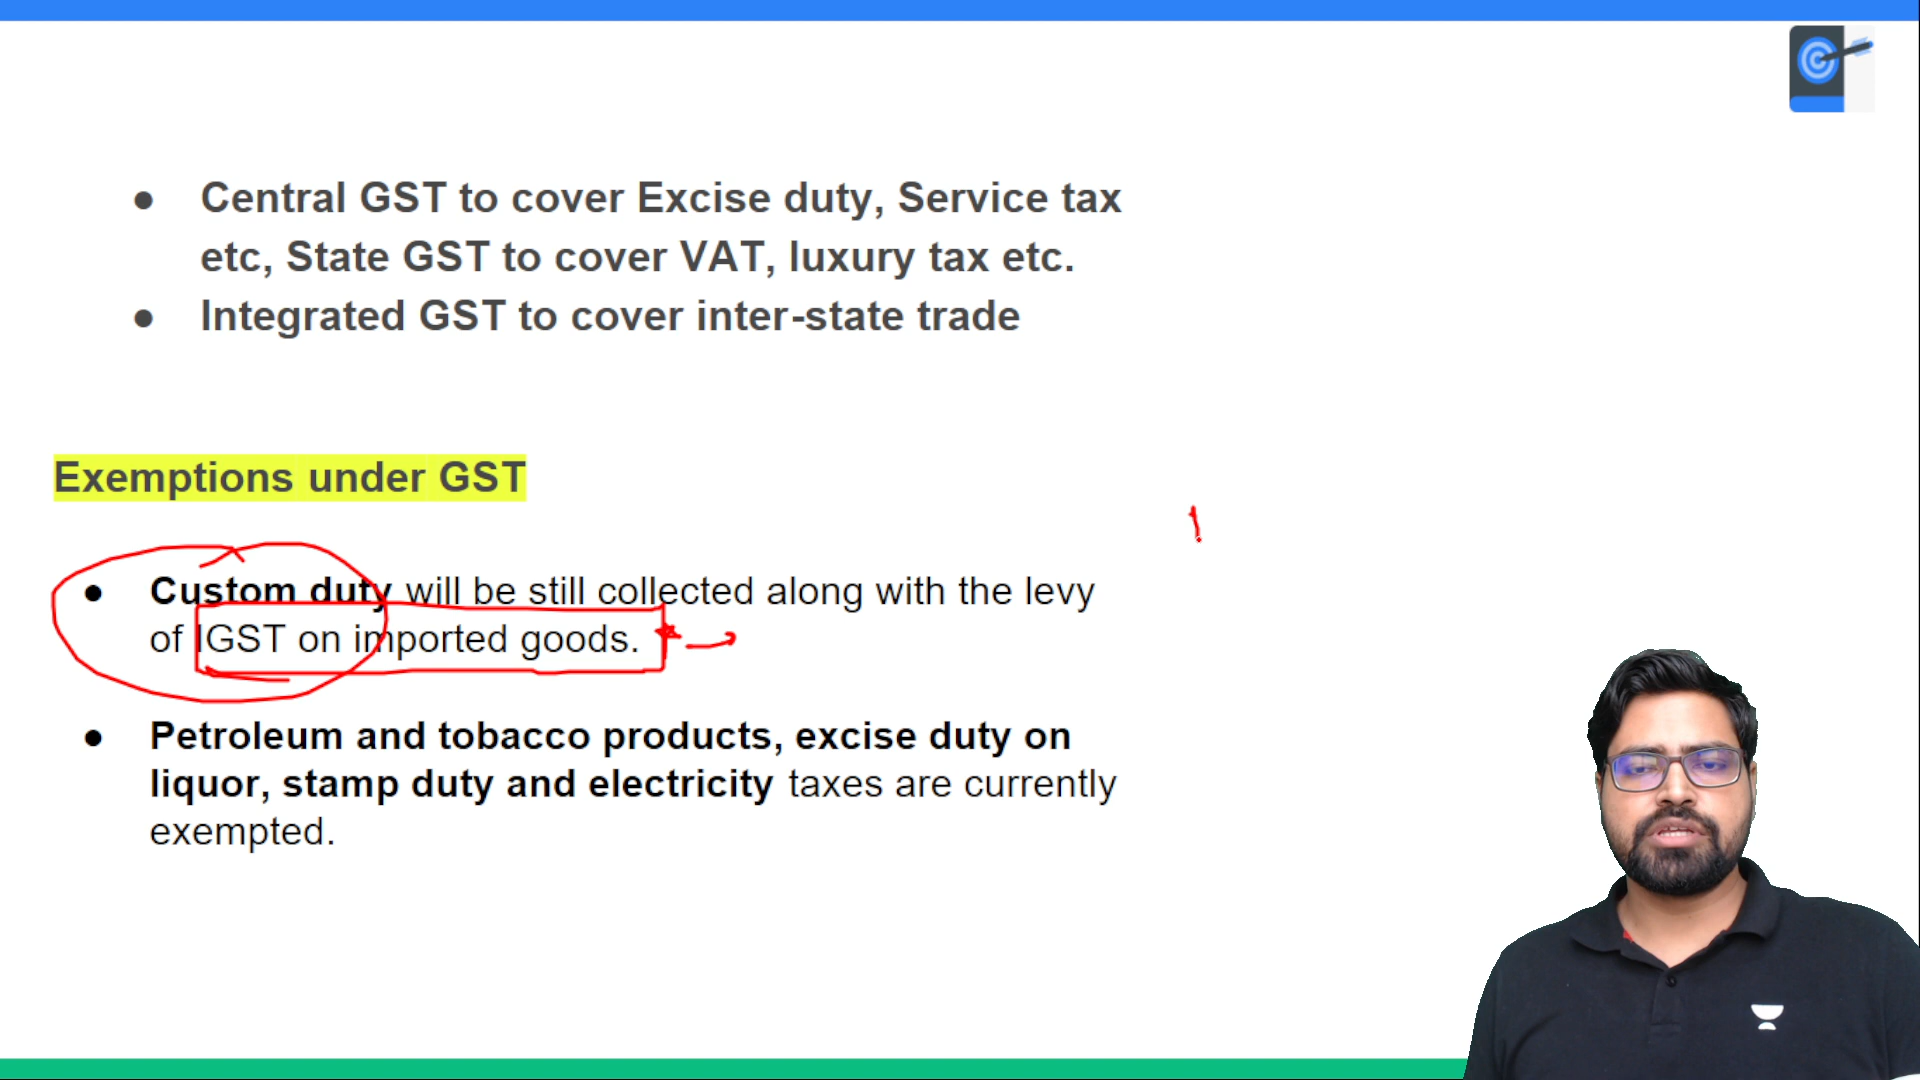 ● Central GST to cover Excise duty, Service tax
etc, State GST to cover VAT, luxury tax etc.
● Integrated GST to cover inter-state trade
Exemptions under GST
● Custom duty will be still collected along with the levy
of IGST on imported goods.
● Petroleum and tobacco products, excise duty on
liquor, stamp duty and electricity taxes are currently
exempted.